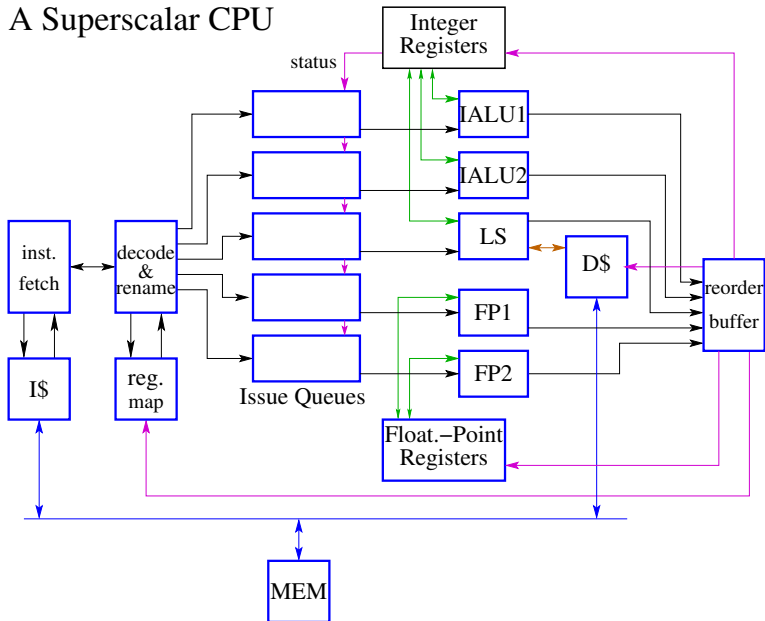 A Superscalar CPU
Integer
Registers
status
IALU1
IALU2
inst.
fetch
decode
&
rename
LS
D$
reorder
buffer
FP1
FP2
I$
reg.
map
Issue Queues
Float.-Point
Registers
MEM